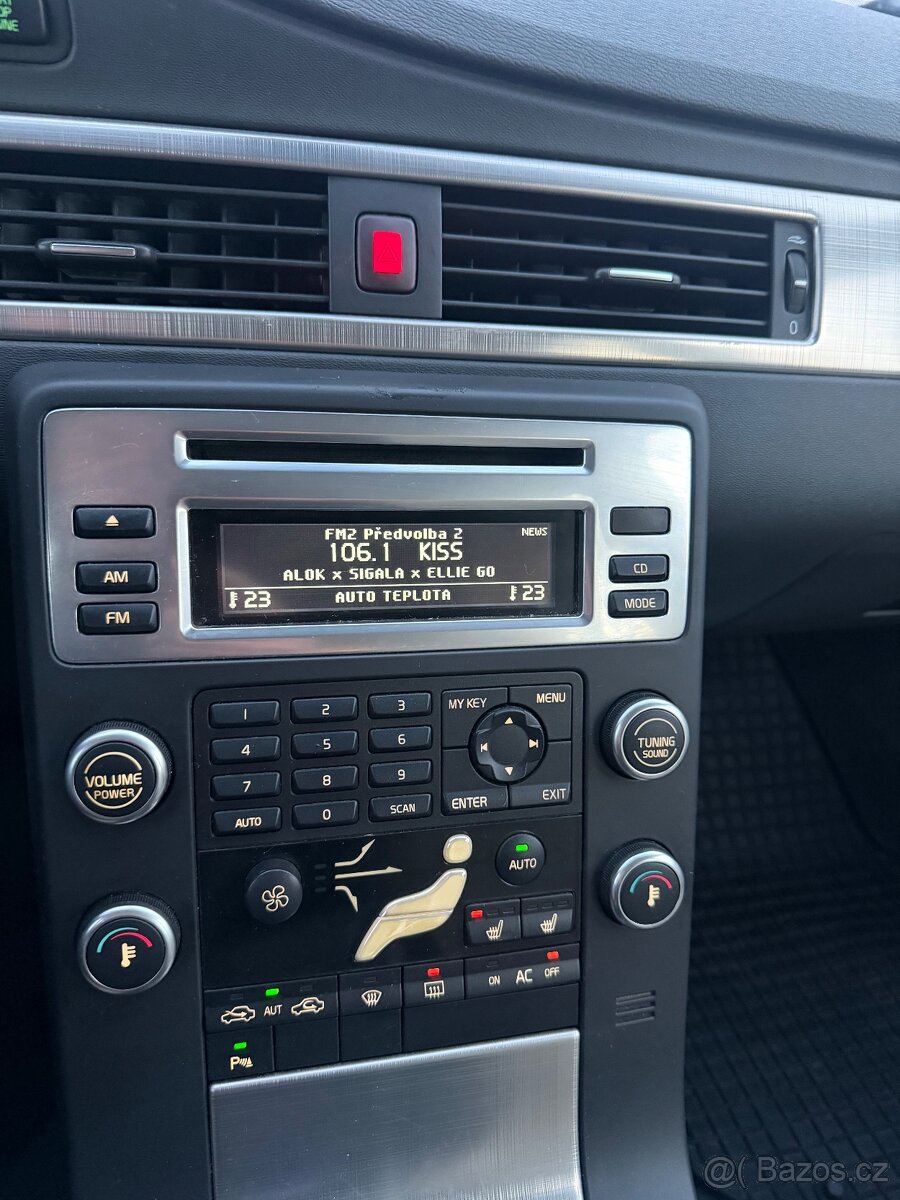 FM2 Předvolba 2 NEWS
106.1 KISS
ALOK x SIGALA x ELLIE GO
23 AUTO TEPLOTA 23
AM
FM
CD
MODE
1 2 3
4 5 6
7 8 9
AUTO 0 SCAN
MY KEY MENU
ENTER EXIT
VOLUME
POWER
TUNING
SOUND
AUTO
0
ON AC OFF
AUT
P
@( Bazos.cz